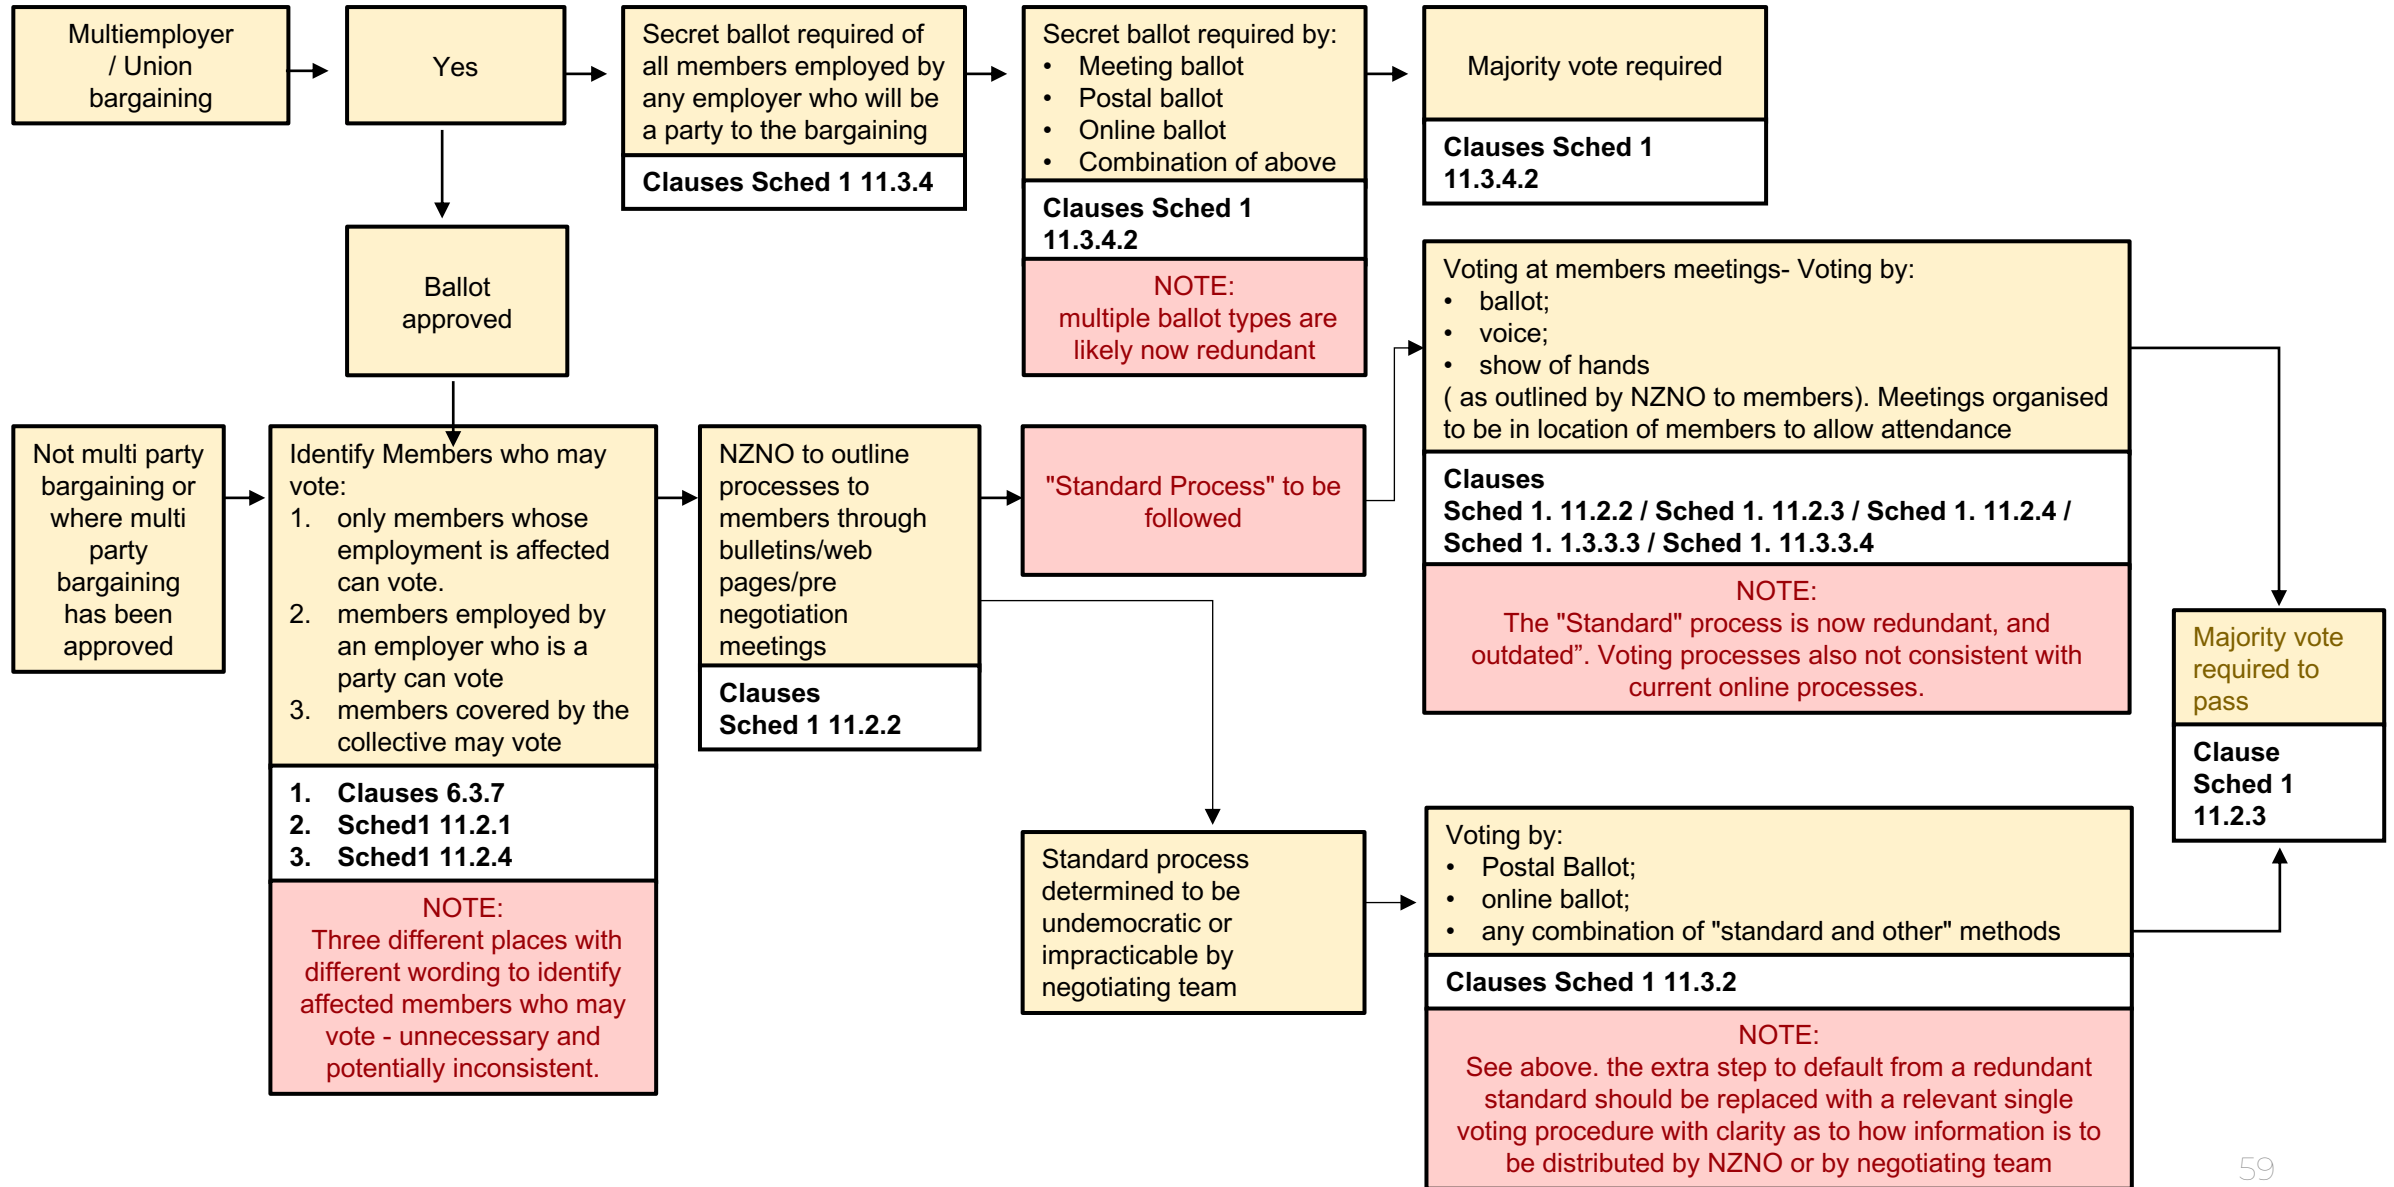 Multiemployer
/ Union
bargaining
Yes
Secret ballot required of
all members employed by
any employer who will be
a party to the bargaining
Clauses Sched 1 11.3.4
Secret ballot required by:
• Meeting ballot
• Postal ballot
• Online ballot
• Combination of above
Clauses Sched 1
11.3.4.2
NOTE:
multiple ballot types are
likely now redundant
Majority vote required
Clauses Sched 1
11.3.4.2
Ballot
approved
Not multi party
bargaining or
where multi
party
bargaining
has been
approved
Identify Members who may
vote:
1. only members whose
employment is affected
can vote.
2. members employed by
an employer who is a
party can vote
3. members covered by the
collective may vote
1. Clauses 6.3.7
2. Sched1 11.2.1
3. Sched1 11.2.4
NOTE:
Three different places with
different wording to identify
affected members who may
vote - unnecessary and
potentially inconsistent.
NZNO to outline
processes to
members through
bulletins/web
pages/pre
negotiation
meetings
Clauses
Sched 1 11.2.2
"Standard Process" to be
followed
Voting at members meetings- Voting by:
• ballot;
• voice;
• show of hands
( as outlined by NZNO to members). Meetings organised
to be in location of members to allow attendance
Clauses
Sched 1. 11.2.2 / Sched 1. 11.2.3 / Sched 1. 11.2.4 /
Sched 1. 1.3.3.3 / Sched 1. 11.3.3.4
NOTE:
The "Standard" process is now redundant, and
outdated”. Voting processes also not consistent with
current online processes.
Standard process
determined to be
undemocratic or
impracticable by
negotiating team
Voting by:
• Postal Ballot;
• online ballot;
• any combination of "standard and other" methods
Clauses Sched 1 11.3.2
NOTE:
See above. the extra step to default from a redundant
standard should be replaced with a relevant single
voting procedure with clarity as to how information is to
be distributed by NZNO or by negotiating team
Majority vote
required to
pass
Clause
Sched 1
11.2.3
59